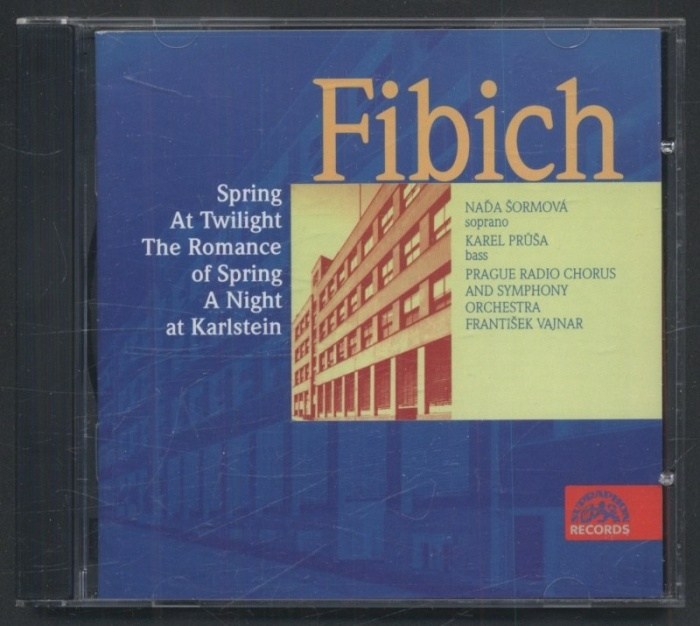 Fibich
Spring
At Twilight
The Romance
of Spring
A Night
at Karlstein
NAĎA ŠORMOVÁ
soprano
KAREL PRŮŠA
bass
PRAGUE RADIO CHORUS
AND SYMPHONY
ORCHESTRA
FRANTIŠEK VAJNAR
SUPRAPHON
RECORDS